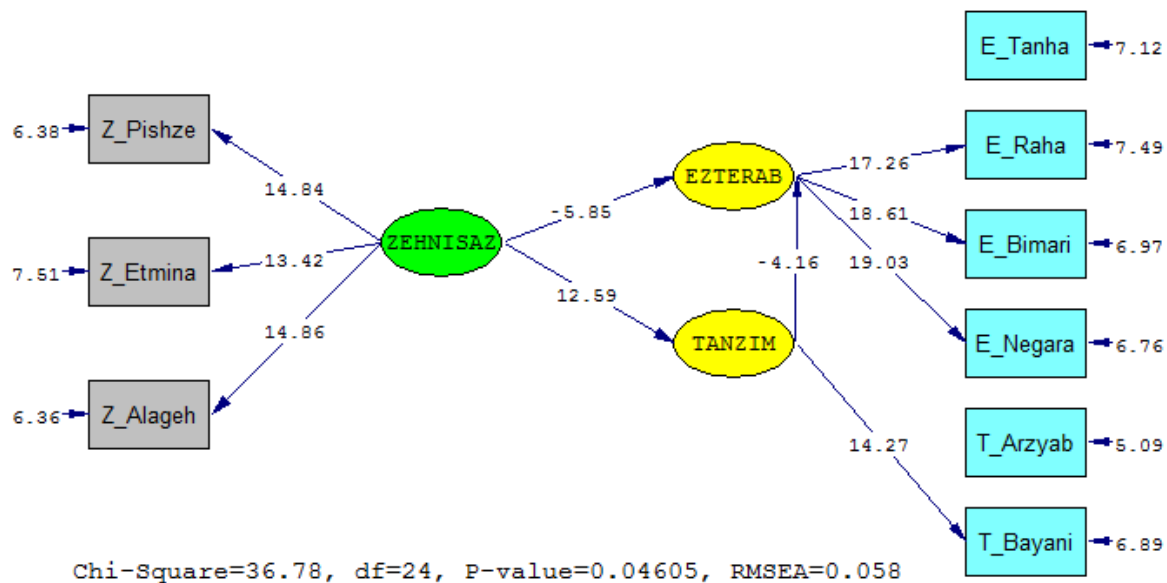 E_Tanha
7.12
6.38
Z_Pishze
E_Raha
7.49
17.26
EZTERAB
14.84
-5.85
18.61
ZEHNISAZ
E_Bimari
6.97
7.51
Z_Etmina
13.42
-4.16
19.03
12.59
14.86
TANZIM
E_Negara
6.76
6.36
Z_Alageh
14.27
T_Arzyab
5.09
T_Bayani
6.89
Chi-Square=36.78, df=24, P-value=0.04605, RMSEA=0.058